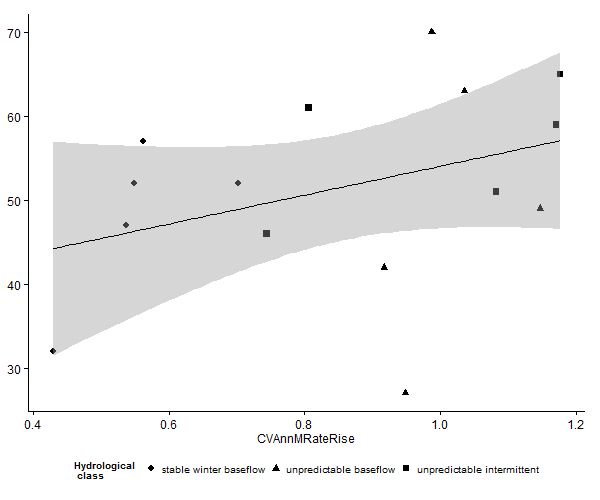 70
60
50
40
30
0.4 0.6 0.8 1.0 1.2
CVAnnMRateRise
Hydrological
class
stable winter baseflow unpredictable baseflow unpredictable intermittent